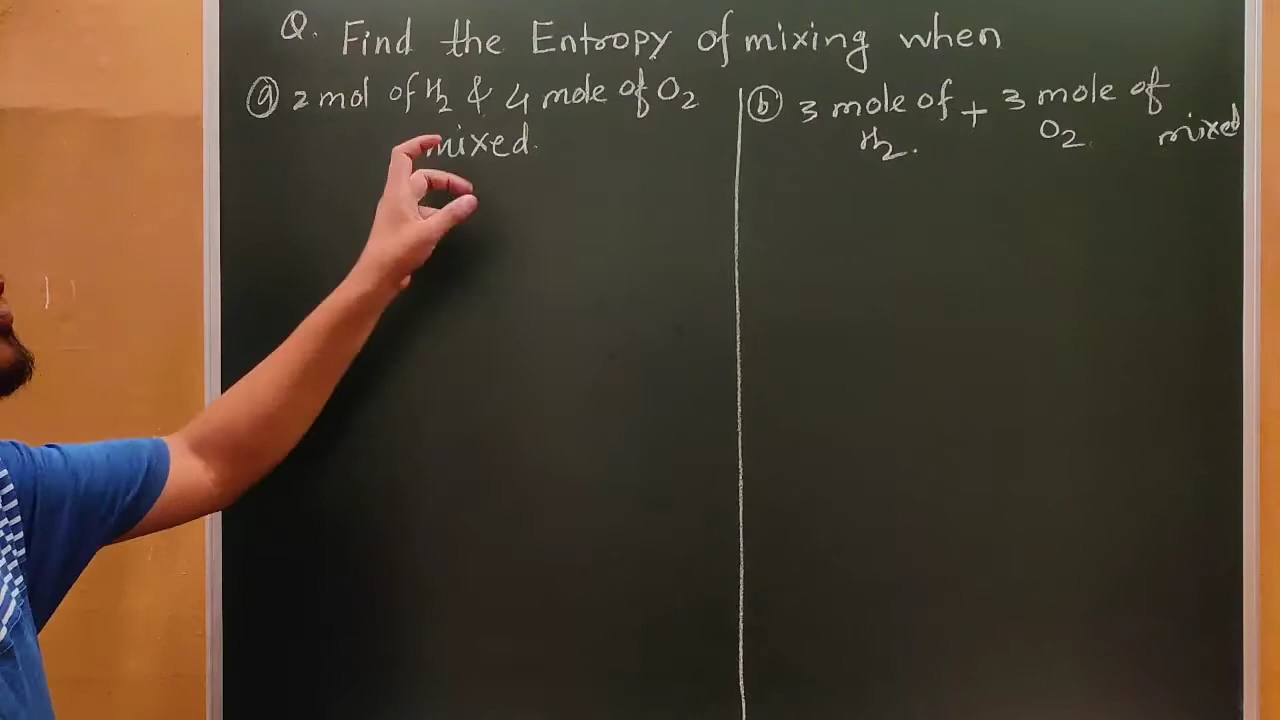 Q. Find the Entropy of mixing when
ⓐ 2 mol of H₂ & 4 mole of O₂
mixed.
ⓑ 3 mole of + 3 mole of
H₂. O₂ mixed